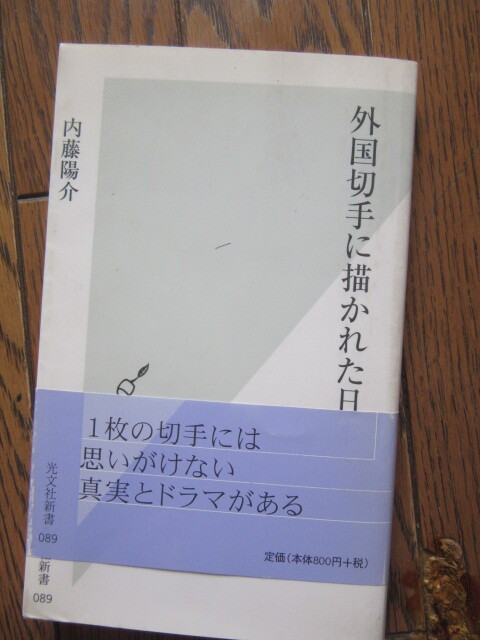 外国切手に描かれた日
内藤陽介
1枚の切手には
思いがけない
真実とドラマがある
光文社新書
089
定価(本体800円+税)
新書
089